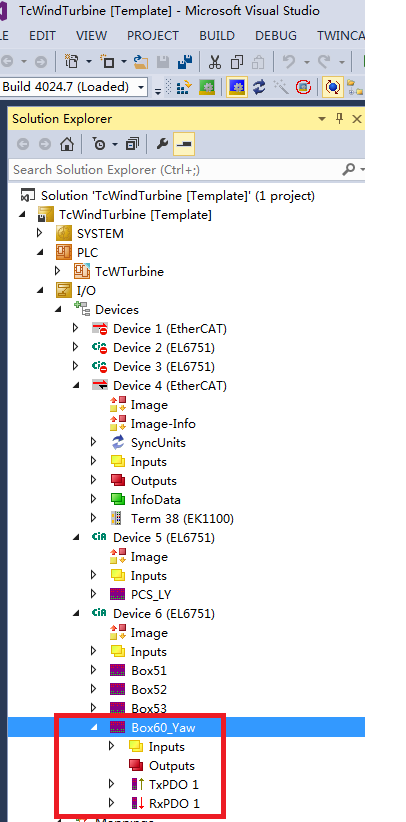 TcWindTurbine [Template] - Microsoft Visual Studio
EDIT VIEW PROJECT BUILD DEBUG TWINCA
Build 4024.7 (Loaded)
Solution Explorer
Search Solution Explorer (Ctrl+;)
Solution 'TcWindTurbine [Template]' (1 project)
TcWindTurbine [Template]
SYSTEM
PLC
TcWTurbine
I/O
Devices
Device 1 (EtherCAT)
Device 2 (EL6751)
Device 3 (EL6751)
Device 4 (EtherCAT)
Image
Image-Info
SyncUnits
Inputs
Outputs
InfoData
Term 38 (EK1100)
CiA Device 5 (EL6751)
Image
Inputs
PCS_LY
CiA Device 6 (EL6751)
Image
Inputs
Box51
Box52
Box53
Box60_Yaw
Inputs
Outputs
TxPDO 1
RxPDO 1